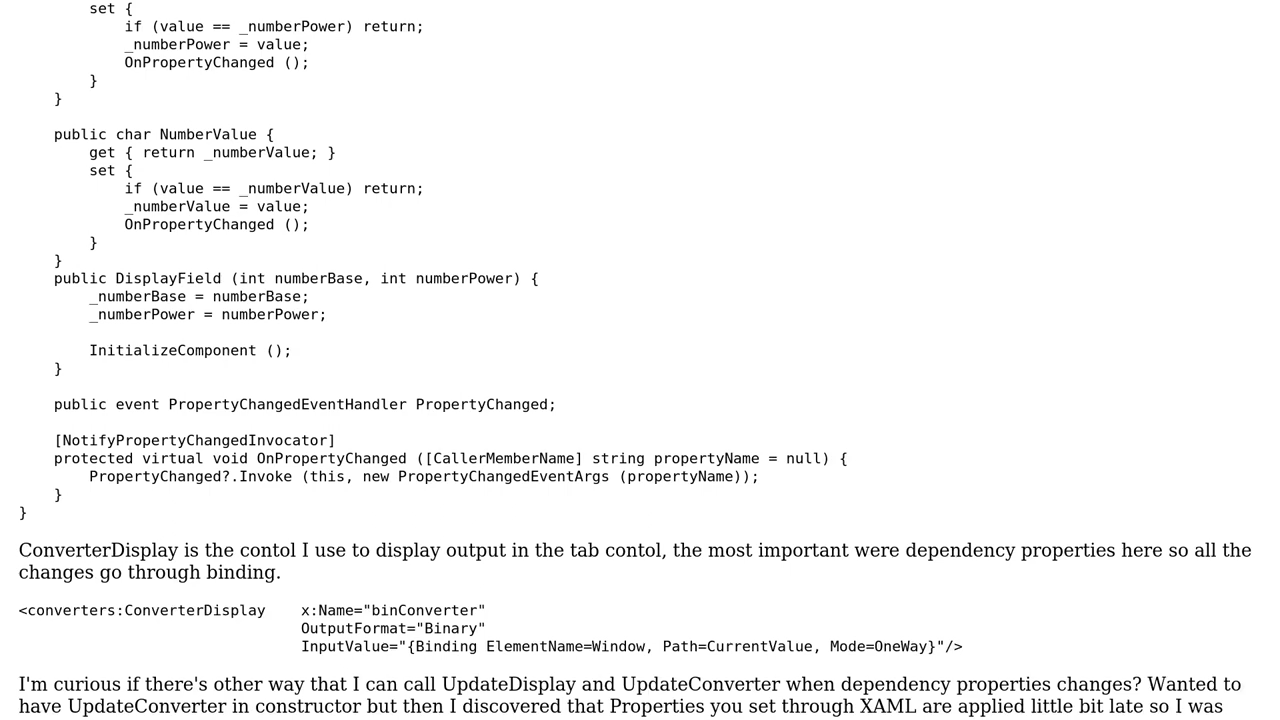 set {
if (value == _numberPower) return;
_numberPower = value;
OnPropertyChanged ();
}
}
public char NumberValue {
get { return _numberValue; }
set {
if (value == _numberValue) return;
_numberValue = value;
OnPropertyChanged ();
}
}
public DisplayField (int numberBase, int numberPower) {
_numberBase = numberBase;
_numberPower = numberPower;
InitializeComponent ();
}
public event PropertyChangedEventHandler PropertyChanged;
[NotifyPropertyChangedInvocator]
protected virtual void OnPropertyChanged ([CallerMemberName] string propertyName = null) {
PropertyChanged?.Invoke (this, new PropertyChangedEventArgs (propertyName));
}
}
ConverterDisplay is the contol I use to display output in the tab contol, the most important were dependency properties here so all the
changes go through binding.
<converters:ConverterDisplay    x:Name="binConverter"
OutputFormat="Binary"
InputValue="{Binding ElementName=Window, Path=CurrentValue, Mode=OneWay}"/>
I'm curious if there's other way that I can call UpdateDisplay and UpdateConverter when dependency properties changes? Wanted to
have UpdateConverter in constructor but then I discovered that Properties you set through XAML are applied little bit late so I was